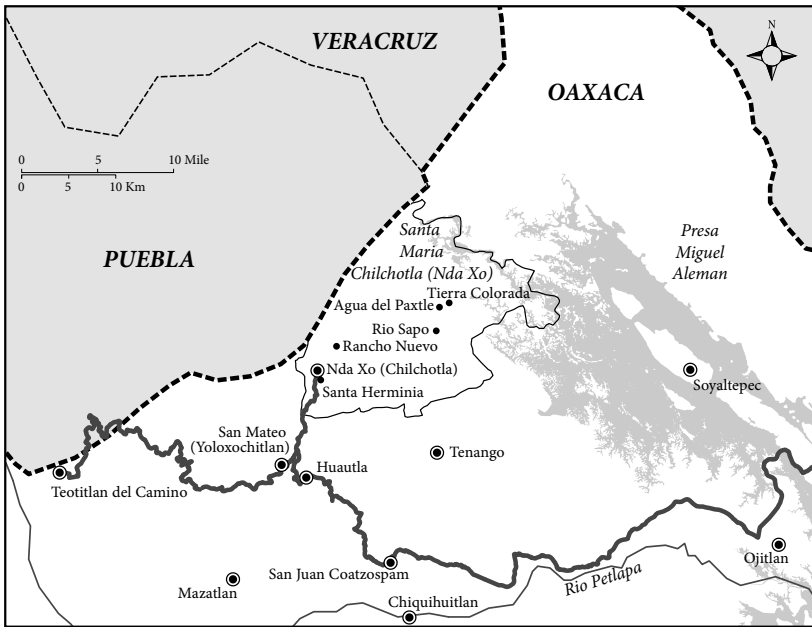 VERACRUZ
N
OAXACA
0 5 10 Mile
0 5 10 Km
PUEBLA
Santa
Maria
Chilchotla (Nda Xo)
Presa
Miguel
Aleman
Tierra Colorada
Agua del Paxtle
Rio Sapo
Rancho Nuevo
Nda Xo (Chilchotla)
Santa Herminia
Soyaltepec
San Mateo
(Yoloxochitlan)
Tenango
Huautla
Teotitlan del Camino
San Juan Coatzospam
Ojitlan
Mazatlan
Rio Petlapa
Chiquihuitlan